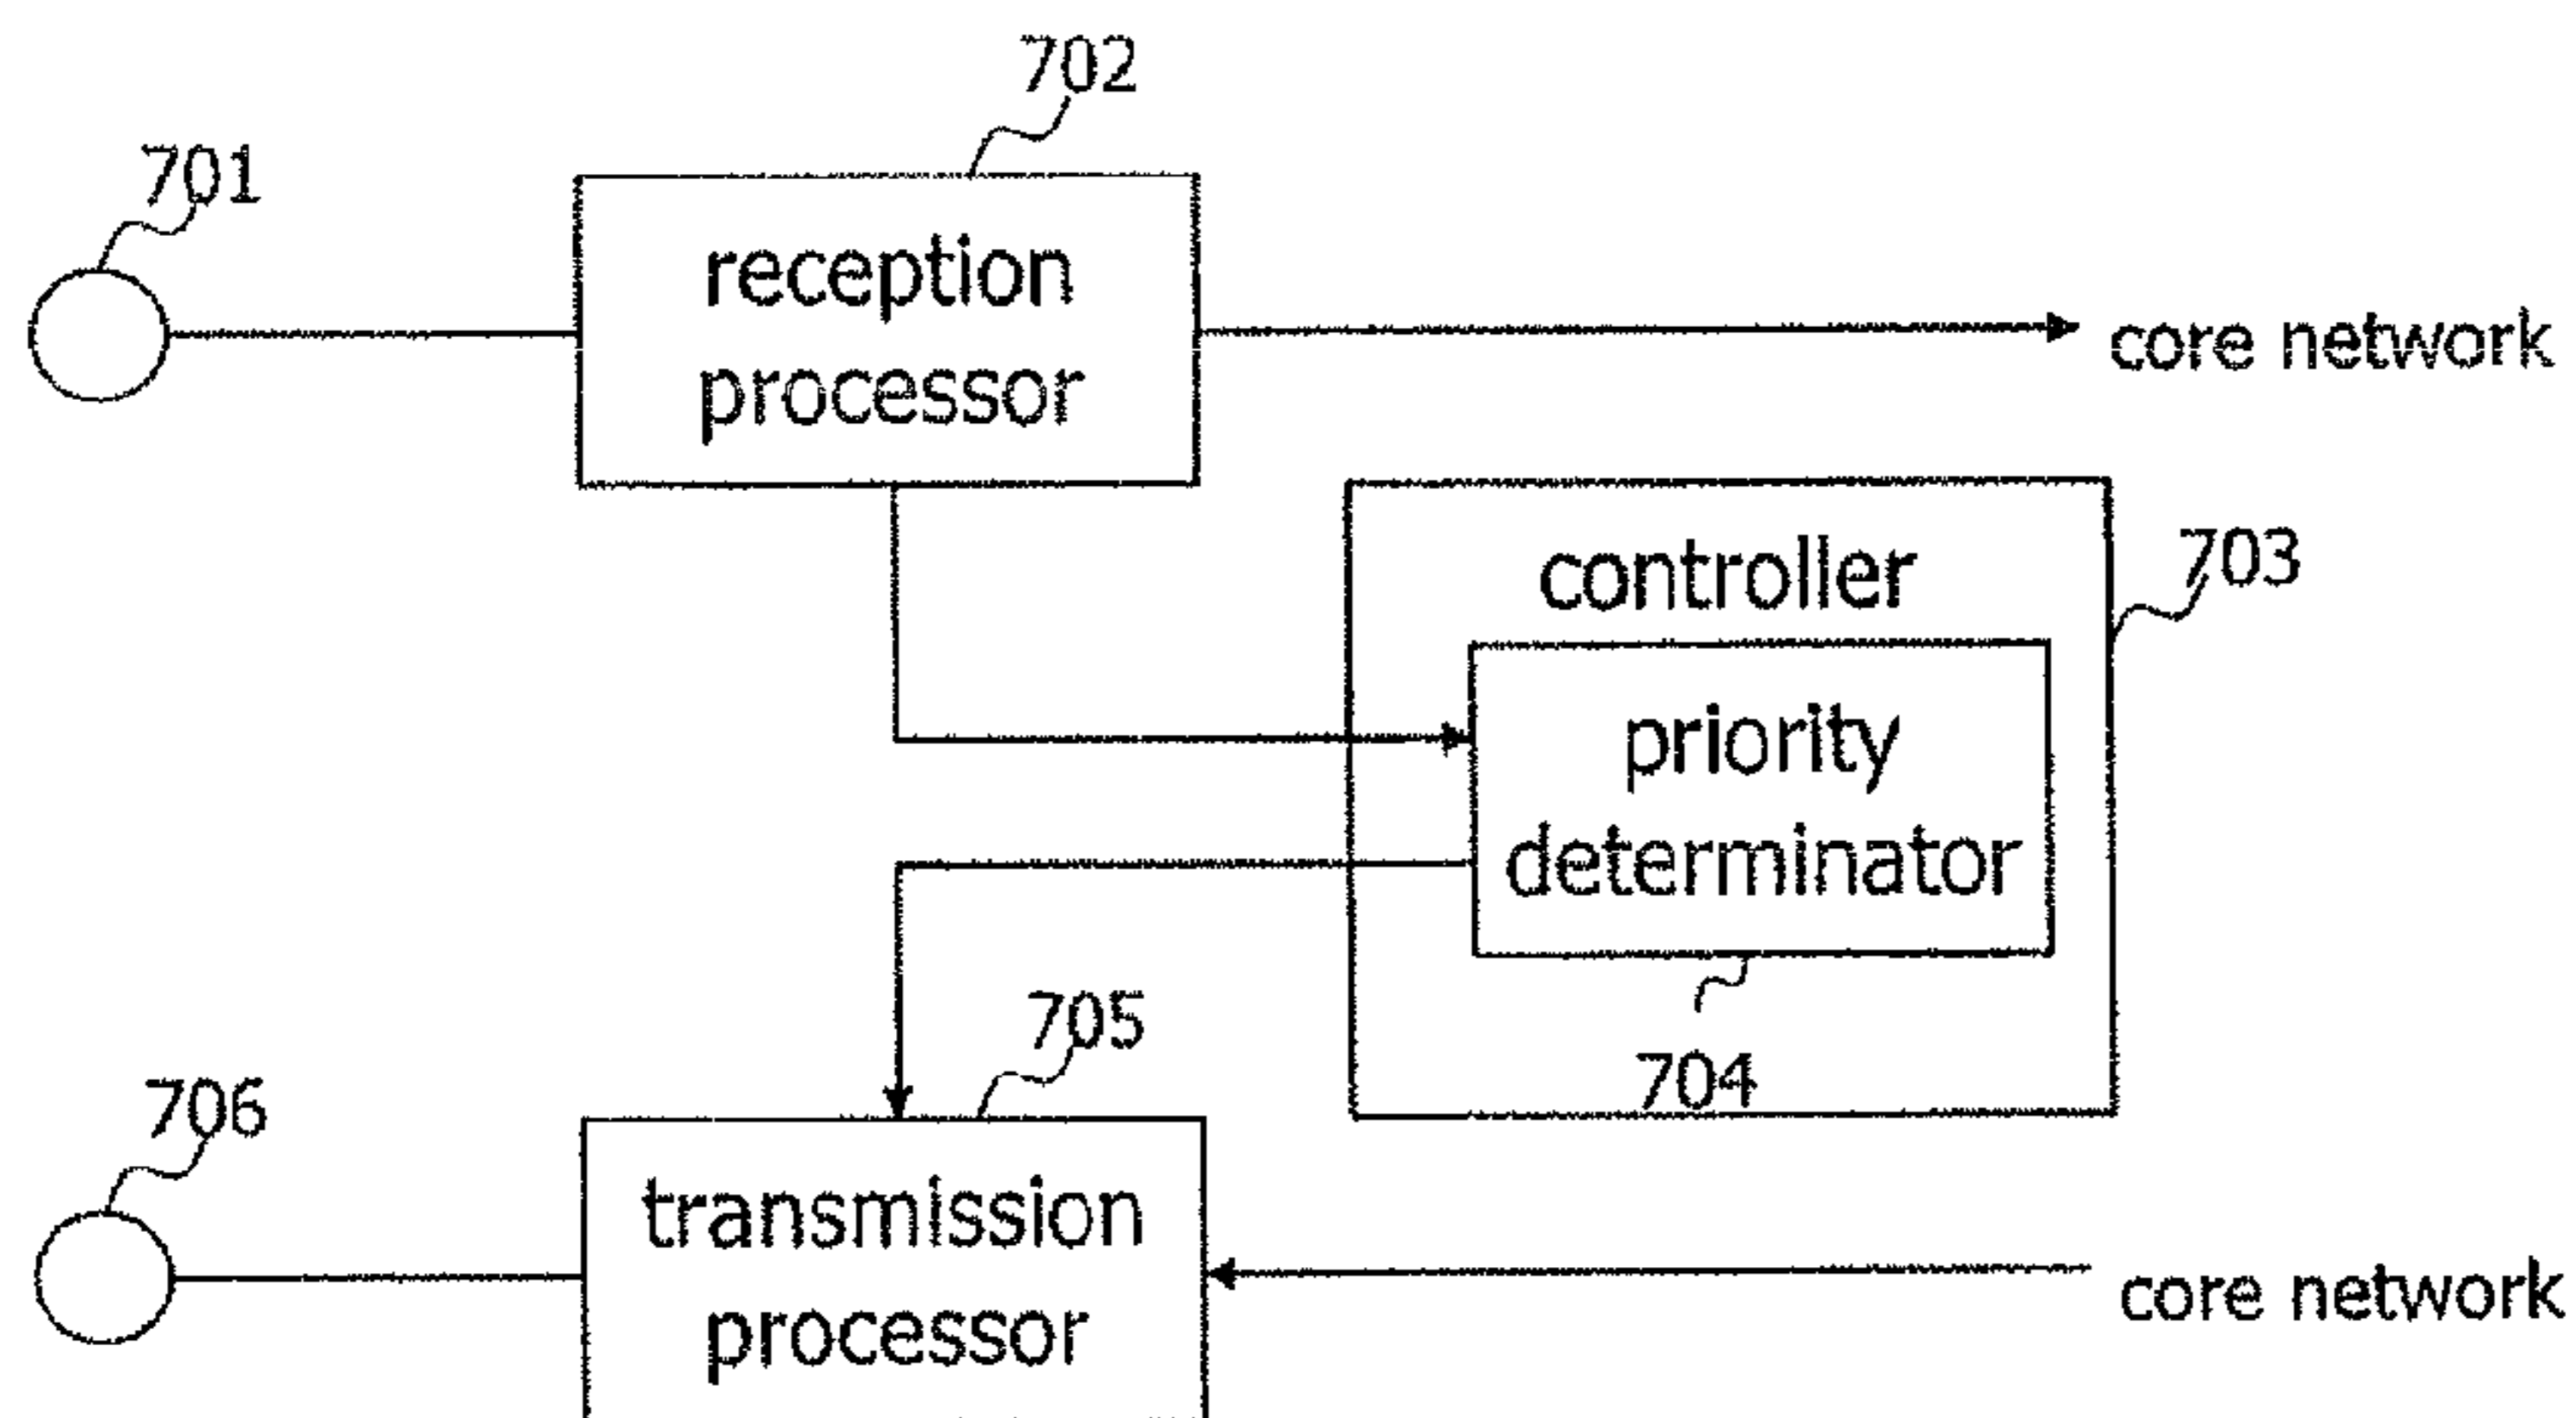 702
701
reception
processor
core network
controller
703
priority
determinator
704
705
706
transmission
processor
core network